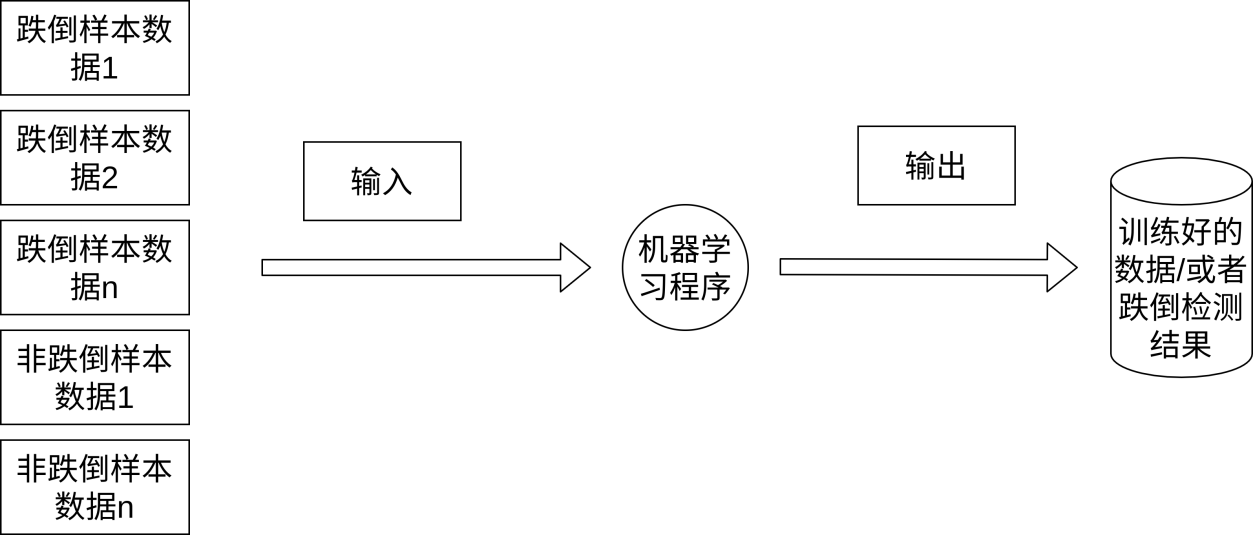 跌倒样本数
据1
跌倒样本数
据2
跌倒样本数
据n
非跌倒样本
数据1
非跌倒样本
数据n
输入
机器学
习程序
输出
训练好的
数据/或者
跌倒检测
结果